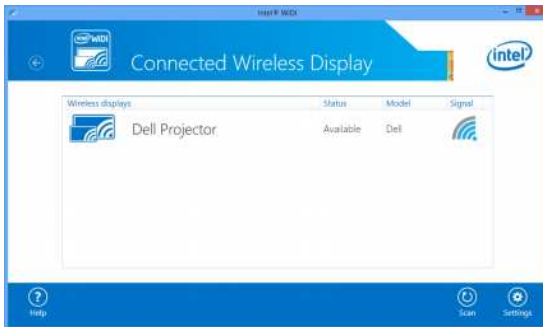 Intel® WiDi
intel WiDi
Connected Wireless Display
intel
Wireless displays Status Model Signal
Dell Projector Available Dell
Help Scan Settings